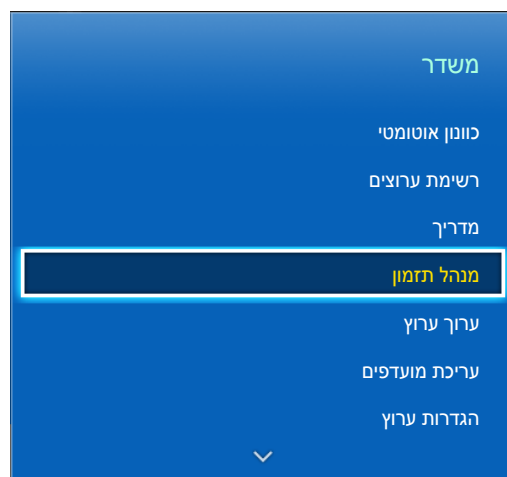 משדר
כוונון אוטומטי
רשימת ערוצים
מדריך
מנהל תזמון
ערוך ערוץ
עריכת מועדפים
הגדרות ערוץ